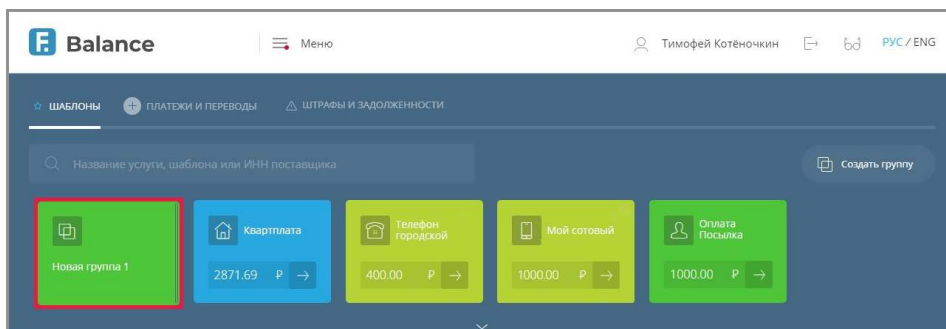 F. Balance
Меню
Тимофей Котёночкин
РУС / ENG
ШАБЛОНЫ
ПЛАТЕЖИ И ПЕРЕВОДЫ
ШТРАФЫ И ЗАДОЛЖЕННОСТИ
Название услуги, шаблона или ИНН поставщика
Создать группу
Новая группа 1
Квартплата
2871.69 ₽
Телефон
городской
400.00 ₽
Мой сотовый
1000.00 ₽
Оплата
Посылка
1000.00 ₽